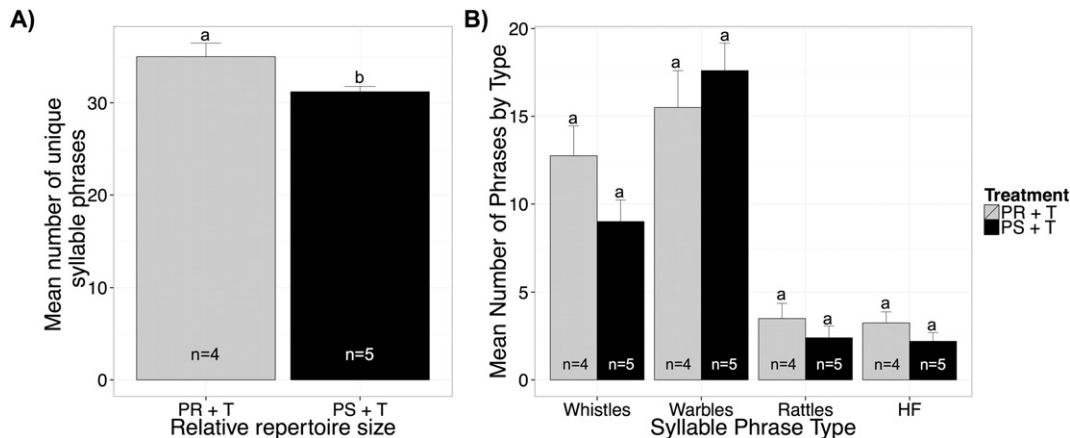 A)
Mean number of unique
syllable phrases
30
20
10
0
a
b
n=4
n=5
PR + T
PS + T
Relative repertoire size
B)
Mean Number of Phrases by Type
20
15
10
5
0
a
a
a
a
a
a
a
a
n=4
n=5
n=4
n=5
n=4
n=5
n=4
n=5
Whistles
Warbles
Rattles
HF
Syllable Phrase Type
Treatment
PR + T
PS + T